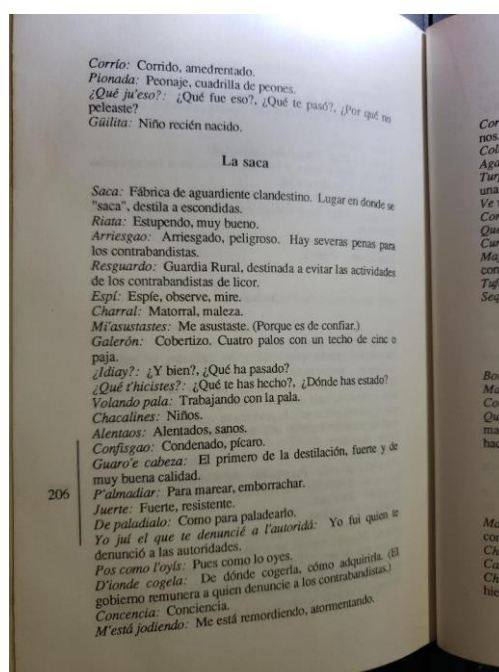 Corrío: Corrido, amedrentado.
Pionada: Peonaje, cuadrilla de peones.
¿Qué ju'eso?: ¿Qué fue eso?, ¿Qué te pasó?, ¿Por qué no
peleaste?
Güilita: Niño recién nacido.
La saca
Saca: Fábrica de aguardiente clandestino. Lugar en donde se
"saca", destila a escondidas.
Riata: Estupendo, muy bueno.
Arriesgao: Arriesgado, peligroso. Hay severas penas para
los contrabandistas.
Resguardo: Guardia Rural, destinada a evitar las actividades
de los contrabandistas de licor.
Espí: Espíe, observe, mire.
Charral: Matorral, maleza.
Mi'asustastes: Me asustaste. (Porque es de confiar.)
Galerón: Cobertizo. Cuatro palos con un techo de cinc o
paja.
¿Idiay?: ¿Y bien?, ¿Qué ha pasado?
¿Qué t'hicistes?: ¿Qué te has hecho?, ¿Dónde has estado?
Volando pala: Trabajando con la pala.
Chacalines: Niños.
Alentaos: Alentados, sanos.
Confisgao: Condenado, pícaro.
Guaro'e cabeza: El primero de la destilación, fuerte y de
muy buena calidad.
206
P'almadiar: Para marear, emborrachar.
Juerte: Fuerte, resistente.
De paladialo: Como para paladearlo.
Yo juí el que te denunció a l'autoridá: Yo fui quien te
denunció a las autoridades.
Pos como l'oyís: Pues como lo oyes.
D'ionde cogela: De dónde cogerla, cómo adquirirla. (El
gobierno remunera a quien denuncie a los contrabandistas.)
Concencia: Conciencia.
M'está jodiendo: Me está remordiendo, atormentando.
nos.
una